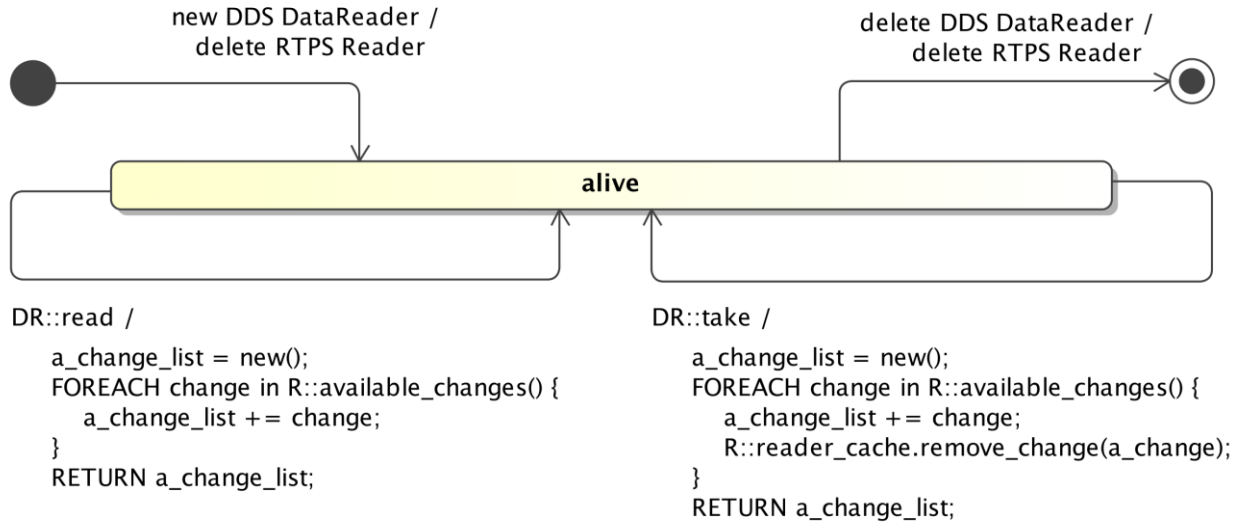 new DDS DataReader /
delete RTPS Reader
delete DDS DataReader /
delete RTPS Reader
alive
DR::read /
a_change_list = new();
FOREACH change in R::available_changes() {
a_change_list += change;
}
RETURN a_change_list;
DR::take /
a_change_list = new();
FOREACH change in R::available_changes() {
a_change_list += change;
R::reader_cache.remove_change(a_change);
}
RETURN a_change_list;